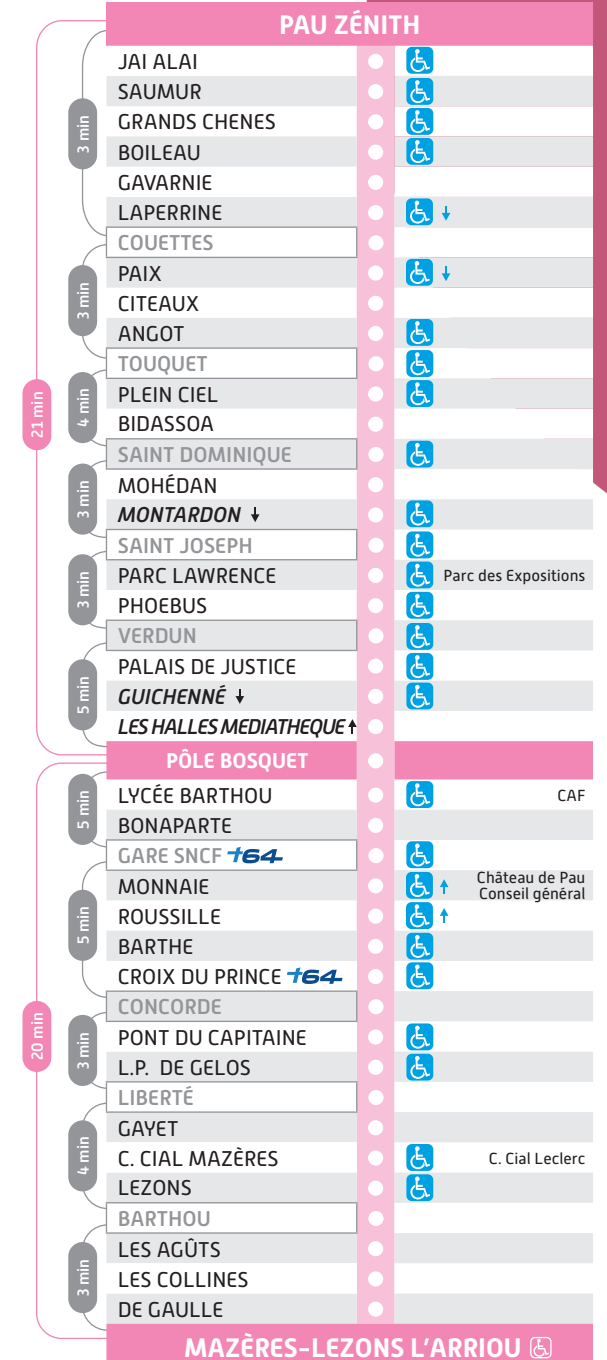 PAU ZÉNITH
JAI ALAI
SAUMUR
GRANDS CHENES
BOILEAU
GAVARNIE
LAPERRINE ↓
3 min
COUETTES
PAIX ↓
CITEAUX
ANGOT
3 min
TOUQUET
PLEIN CIEL
BIDASSOA
4 min
21 min
SAINT DOMINIQUE
MOHÉDAN
MONTARDON ↓
3 min
SAINT JOSEPH
PARC LAWRENCE Parc des Expositions
PHOEBUS
3 min
VERDUN
PALAIS DE JUSTICE
GUICHENNÉ ↓
LES HALLES MEDIATHEQUE ↑
5 min
PÔLE BOSQUET
LYCÉE BARTHOU CAF
BONAPARTE
5 min
GARE SNCF +64
MONNAIE ↑ Château de Pau
Conseil général
ROUSSILLE ↑
BARTHE
CROIX DU PRINCE +64
5 min
CONCORDE
PONT DU CAPITAINE
L.P. DE GELOS
3 min
20 min
LIBERTÉ
GAYET
C. CIAL MAZÈRES C. Cial Leclerc
LEZONS
4 min
BARTHOU
LES AGÛTS
LES COLLINES
DE GAULLE
3 min
MAZÈRES-LEZONS L'ARRIOU